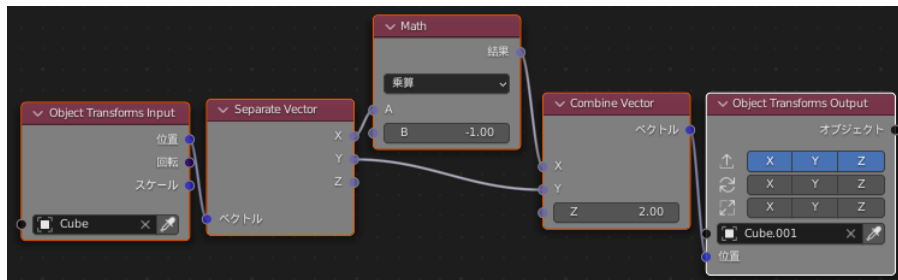 Math
結果
乗算
A
B -1.00
Object Transforms Input
位置
回転
スケール
Cube
Separate Vector
X
Y
Z
ベクトル
Combine Vector
ベクトル
X
Y
Z 2.00
Object Transforms Output
オブジェクト
X Y Z
X Y Z
X Y Z
Cube.001
位置